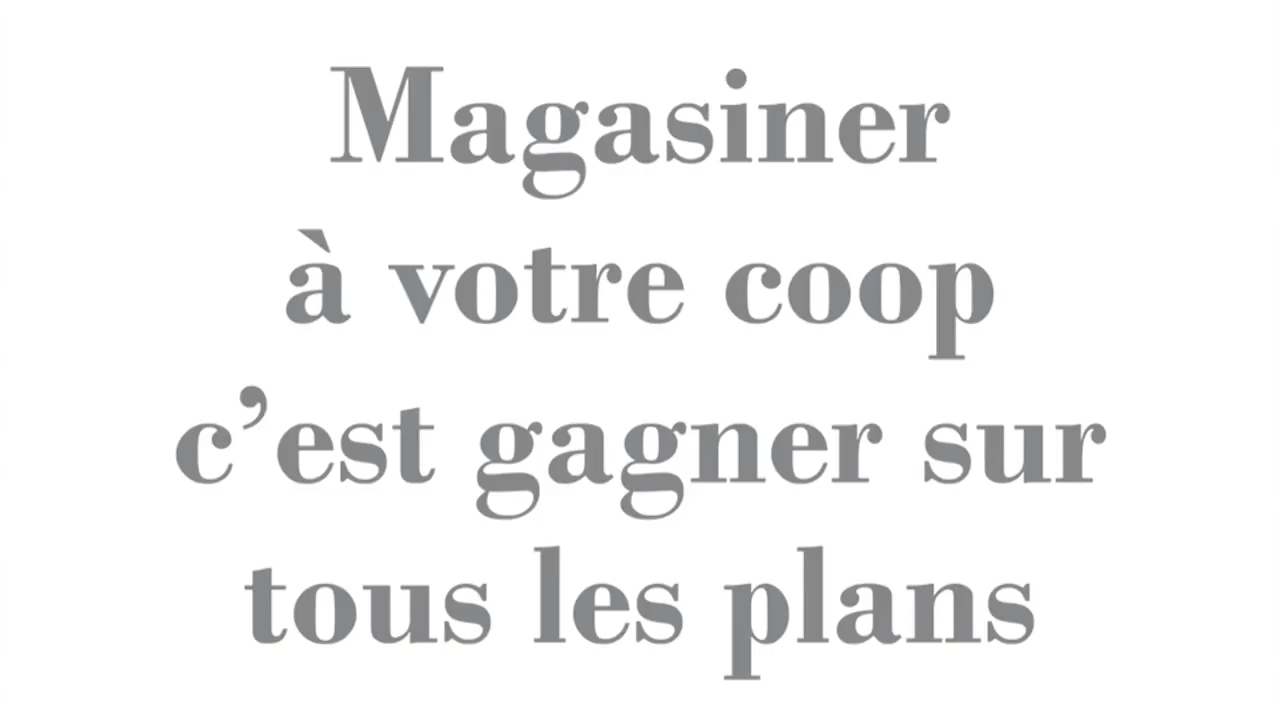 Magasiner
à votre coop
c’est gagner sur
tous les plans